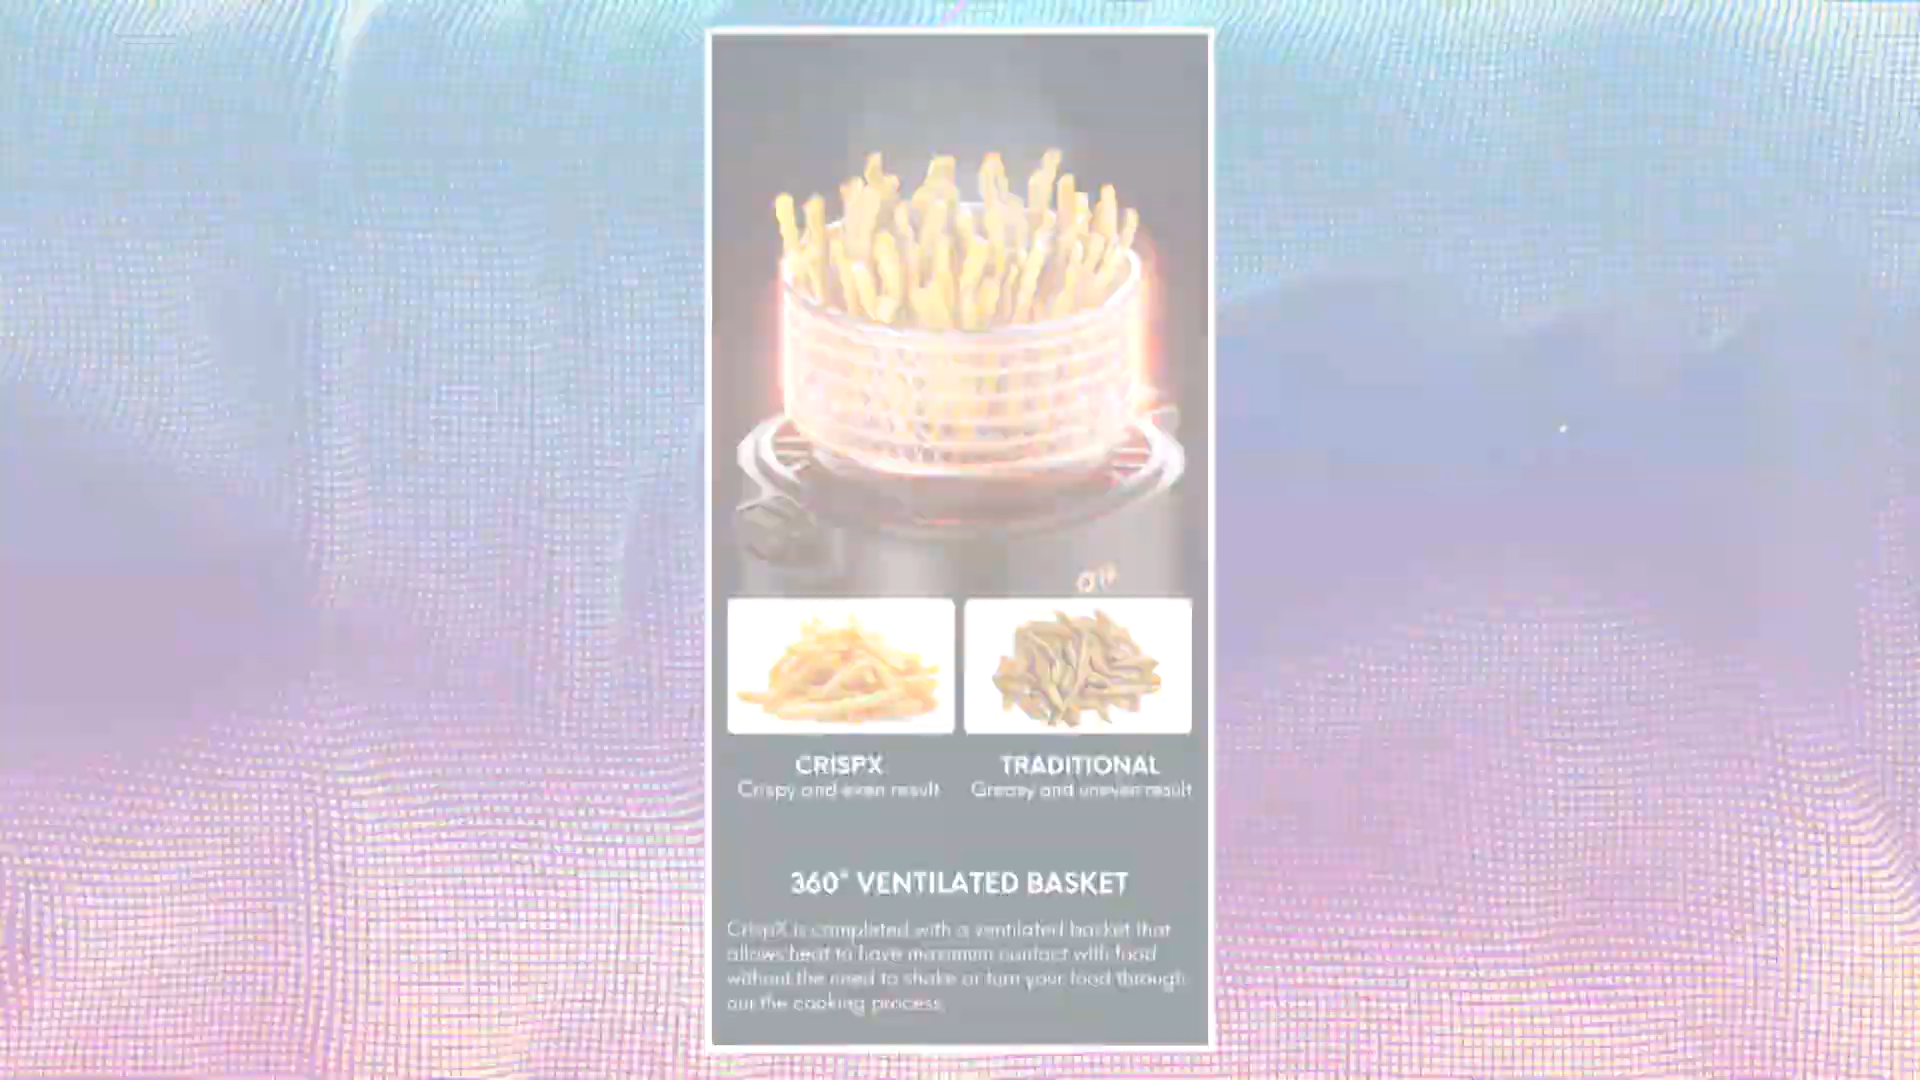 air
CRISPX
Crispy and even result
TRADITIONAL
Greasy and uneven result
360° VENTILATED BASKET
CrispX is completed with a ventilated basket that
allows heat to have maximum contact with food
without the need to shake or turn your food through
out the cooking process.